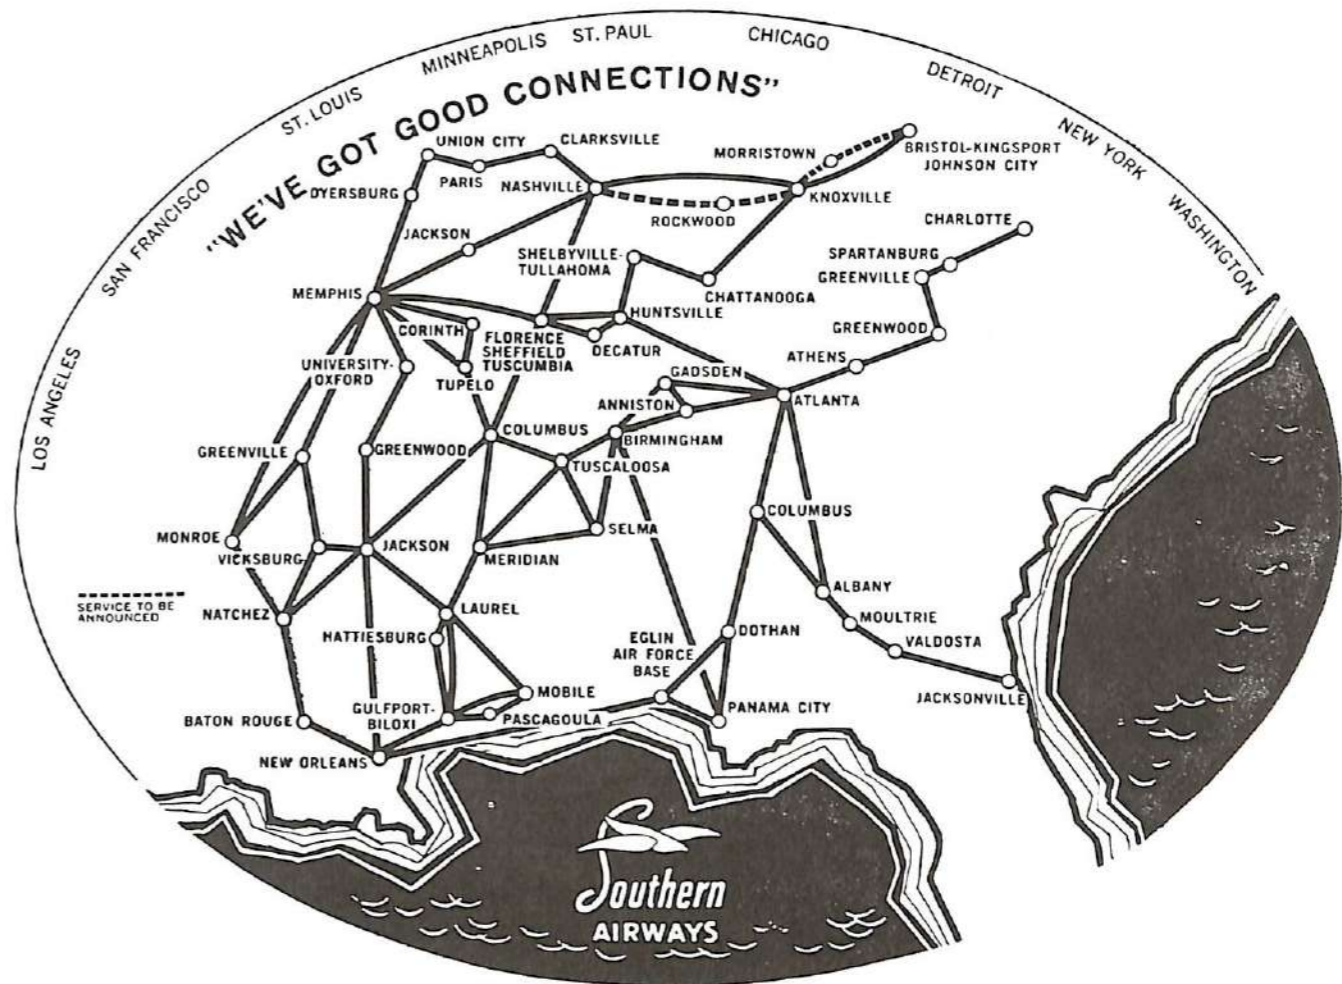 LOS ANGELES
SAN FRANCISCO
ST. LOUIS
MINNEAPOLIS ST. PAUL
CHICAGO
DETROIT
NEW YORK
WASHINGTON
"WE'VE GOT GOOD CONNECTIONS"
UNION CITY
CLARKSVILLE
PARIS
DYERSBURG
NASHVILLE
MORRISTOWN
BRISTOL-KINGSPORT
JOHNSON CITY
KNOXVILLE
ROCKWOOD
JACKSON
SHELBYVILLE-
TULLAHOMA
CHATTANOOGA
CHARLOTTE
SPARTANBURG
GREENVILLE
GREENWOOD
MEMPHIS
CORINTH
FLORENCE
SHEFFIELD
TUSCUMBIA
HUNTSVILLE
DECATUR
UNIVERSITY-
OXFORD
TUPELO
GADSDEN
ATHENS
ANNISTON
ATLANTA
GREENVILLE
GREENWOOD
COLUMBUS
BIRMINGHAM
TUSCALOOSA
MONROE
VICKSBURG
JACKSON
MERIDIAN
SELMA
COLUMBUS
SERVICE TO BE
ANNOUNCED
NATCHEZ
LAUREL
HATTIESBURG
ALBANY
MOULTRIE
VALDOSTA
JACKSONVILLE
EGLIN
AIR FORCE
BASE
DOTHAN
BATON ROUGE
GULFPORT-
BILOXI
MOBILE
PASCAGOULA
PANAMA CITY
NEW ORLEANS
Southern
AIRWAYS